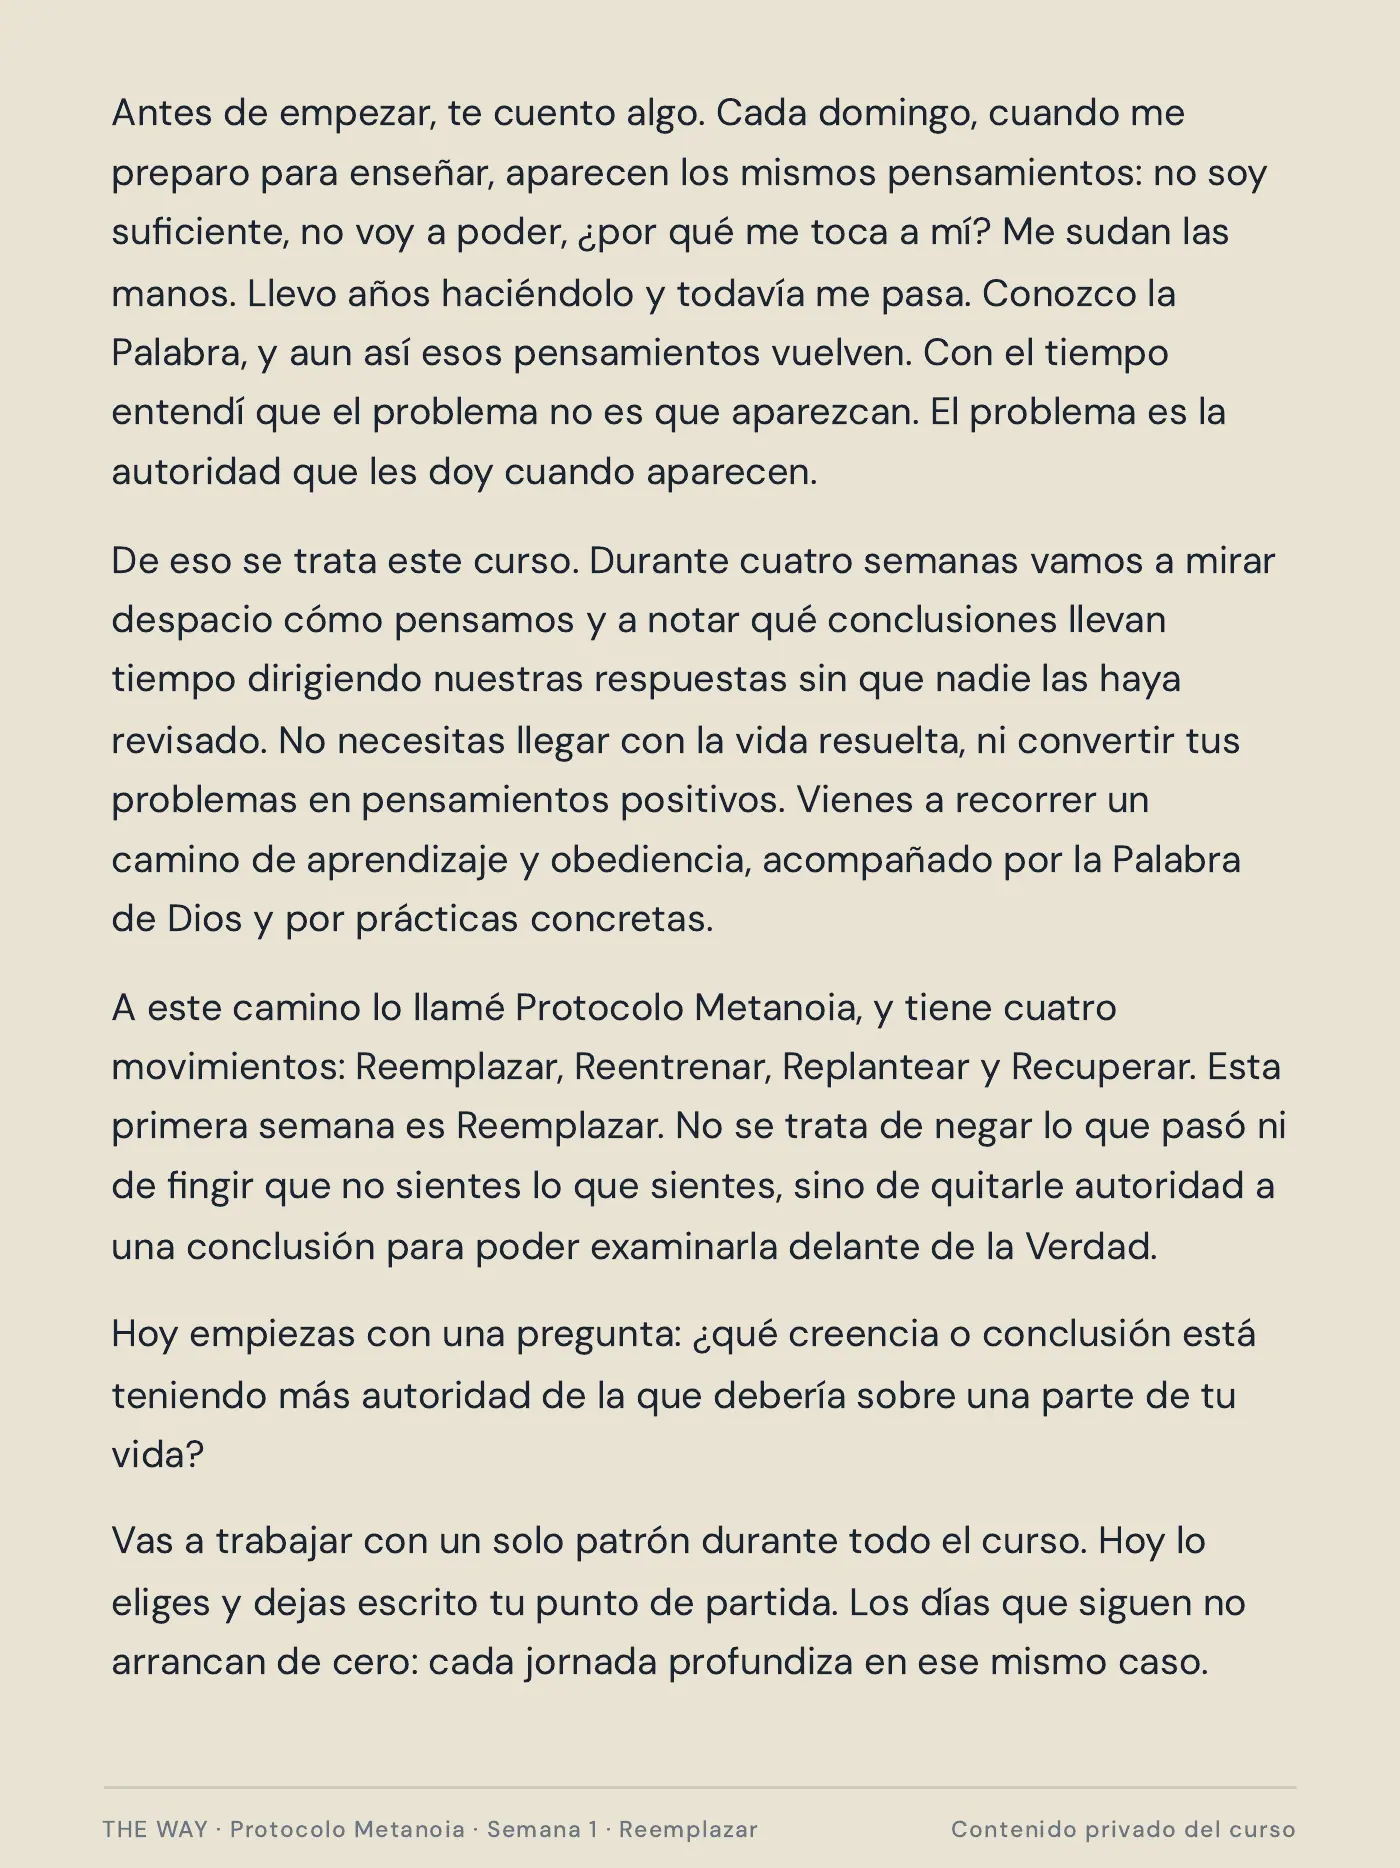 Antes de empezar, te cuento algo. Cada domingo, cuando me
preparo para enseñar, aparecen los mismos pensamientos: no soy
suficiente, no voy a poder, ¿por qué me toca a mí? Me sudan las
manos. Llevo años haciéndolo y todavía me pasa. Conozco la
Palabra, y aun así esos pensamientos vuelven. Con el tiempo
entendí que el problema no es que aparezcan. El problema es la
autoridad que les doy cuando aparecen.
De eso se trata este curso. Durante cuatro semanas vamos a mirar
despacio cómo pensamos y a notar qué conclusiones llevan
tiempo dirigiendo nuestras respuestas sin que nadie las haya
revisado. No necesitas llegar con la vida resuelta, ni convertir tus
problemas en pensamientos positivos. Vienes a recorrer un
camino de aprendizaje y obediencia, acompañado por la Palabra
de Dios y por prácticas concretas.
A este camino lo llamé Protocolo Metanoia, y tiene cuatro
movimientos: Reemplazar, Reentrenar, Replantear y Recuperar. Esta
primera semana es Reemplazar. No se trata de negar lo que pasó ni
de fingir que no sientes lo que sientes, sino de quitarle autoridad a
una conclusión para poder examinarla delante de la Verdad.
Hoy empiezas con una pregunta: ¿qué creencia o conclusión está
teniendo más autoridad de la que debería sobre una parte de tu
vida?
Vas a trabajar con un solo patrón durante todo el curso. Hoy lo
eliges y dejas escrito tu punto de partida. Los días que siguen no
arrancan de cero: cada jornada profundiza en ese mismo caso.
THE WAY · Protocolo Metanoia · Semana 1 · Reemplazar
Contenido privado del curso